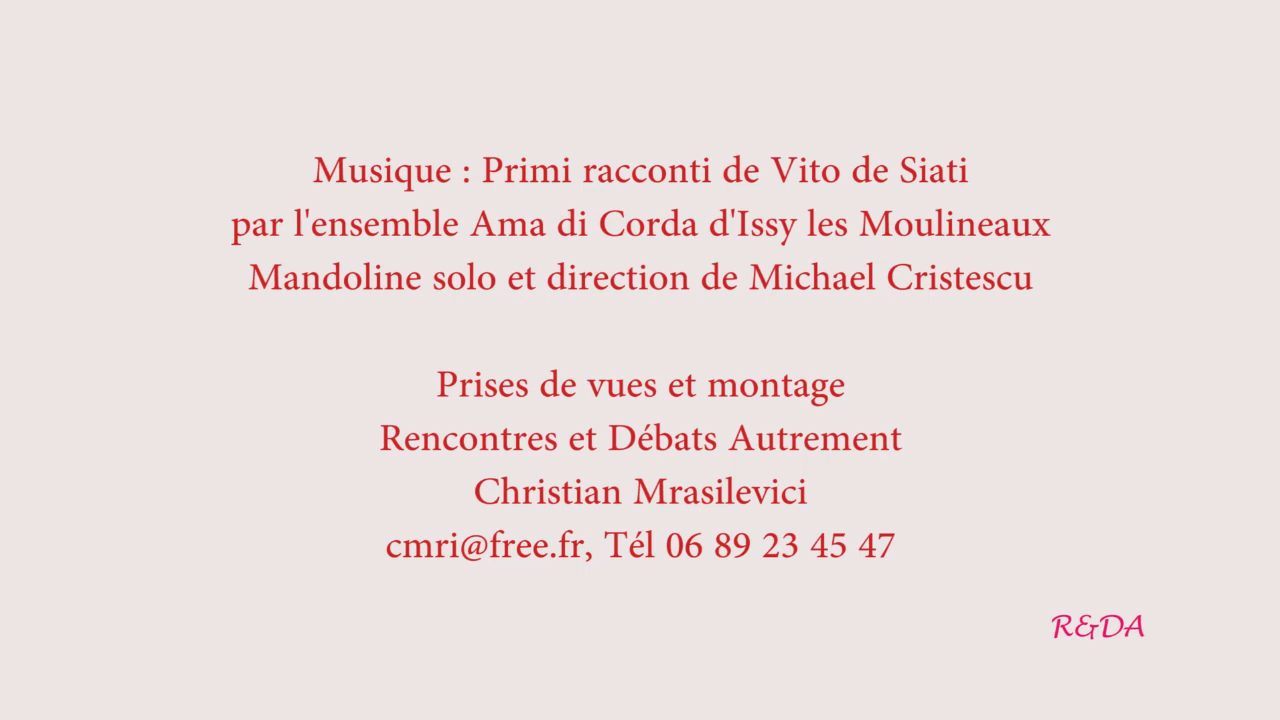 Musique : Primi racconti de Vito de Siati
par l'ensemble Ama di Corda d'Issy les Moulineaux
Mandoline solo et direction de Michael Cristescu
Prises de vues et montage
Rencontres et Débats Autrement
Christian Mrasilevici
cmri@free.fr, Tél 06 89 23 45 47
R&DA